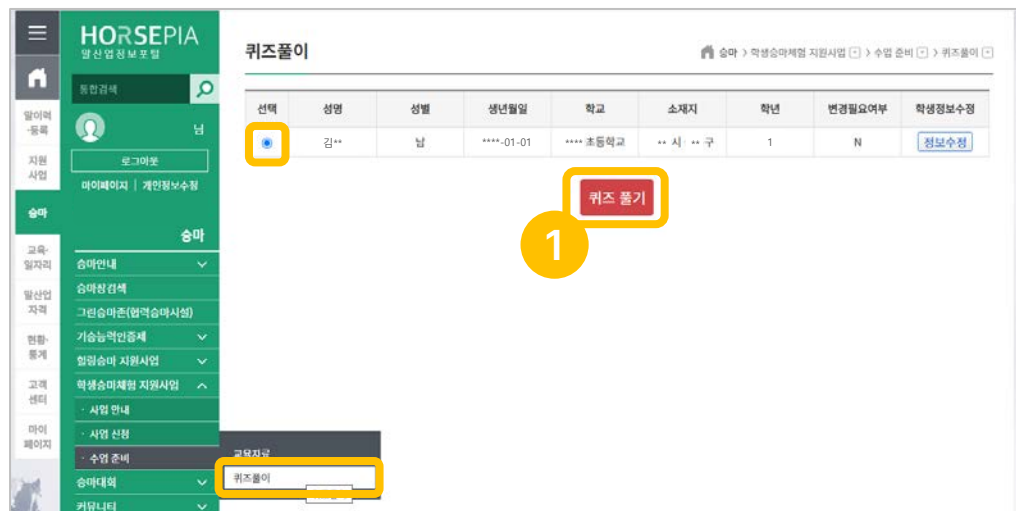 HORSEPIA
말산업정보포털
통합검색
님
로그아웃
마이페이지 | 개인정보수정
승마
승마안내
승마장검색
그린승마존(협력승마시설)
기승능력인증제
힐링승마 지원사업
학생승마체험 지원사업
· 사업 안내
· 사업 신청
· 수업 준비
승마대회
커뮤니티
말이력
·등록
지원
사업
승마
교육·
일자리
말산업
자격
현황·
통계
고객
센터
마이
페이지
퀴즈풀이
승마 > 학생승마체험 지원사업 > 수업 준비 > 퀴즈풀이
선택 성명 성별 생년월일 학교 소재지 학년 변경필요여부 학생정보수정
김** 남 ****-01-01 **** 초등학교 ** 시 ** 구 1 N 정보수정
퀴즈 풀기
1
교육자료
퀴즈풀이